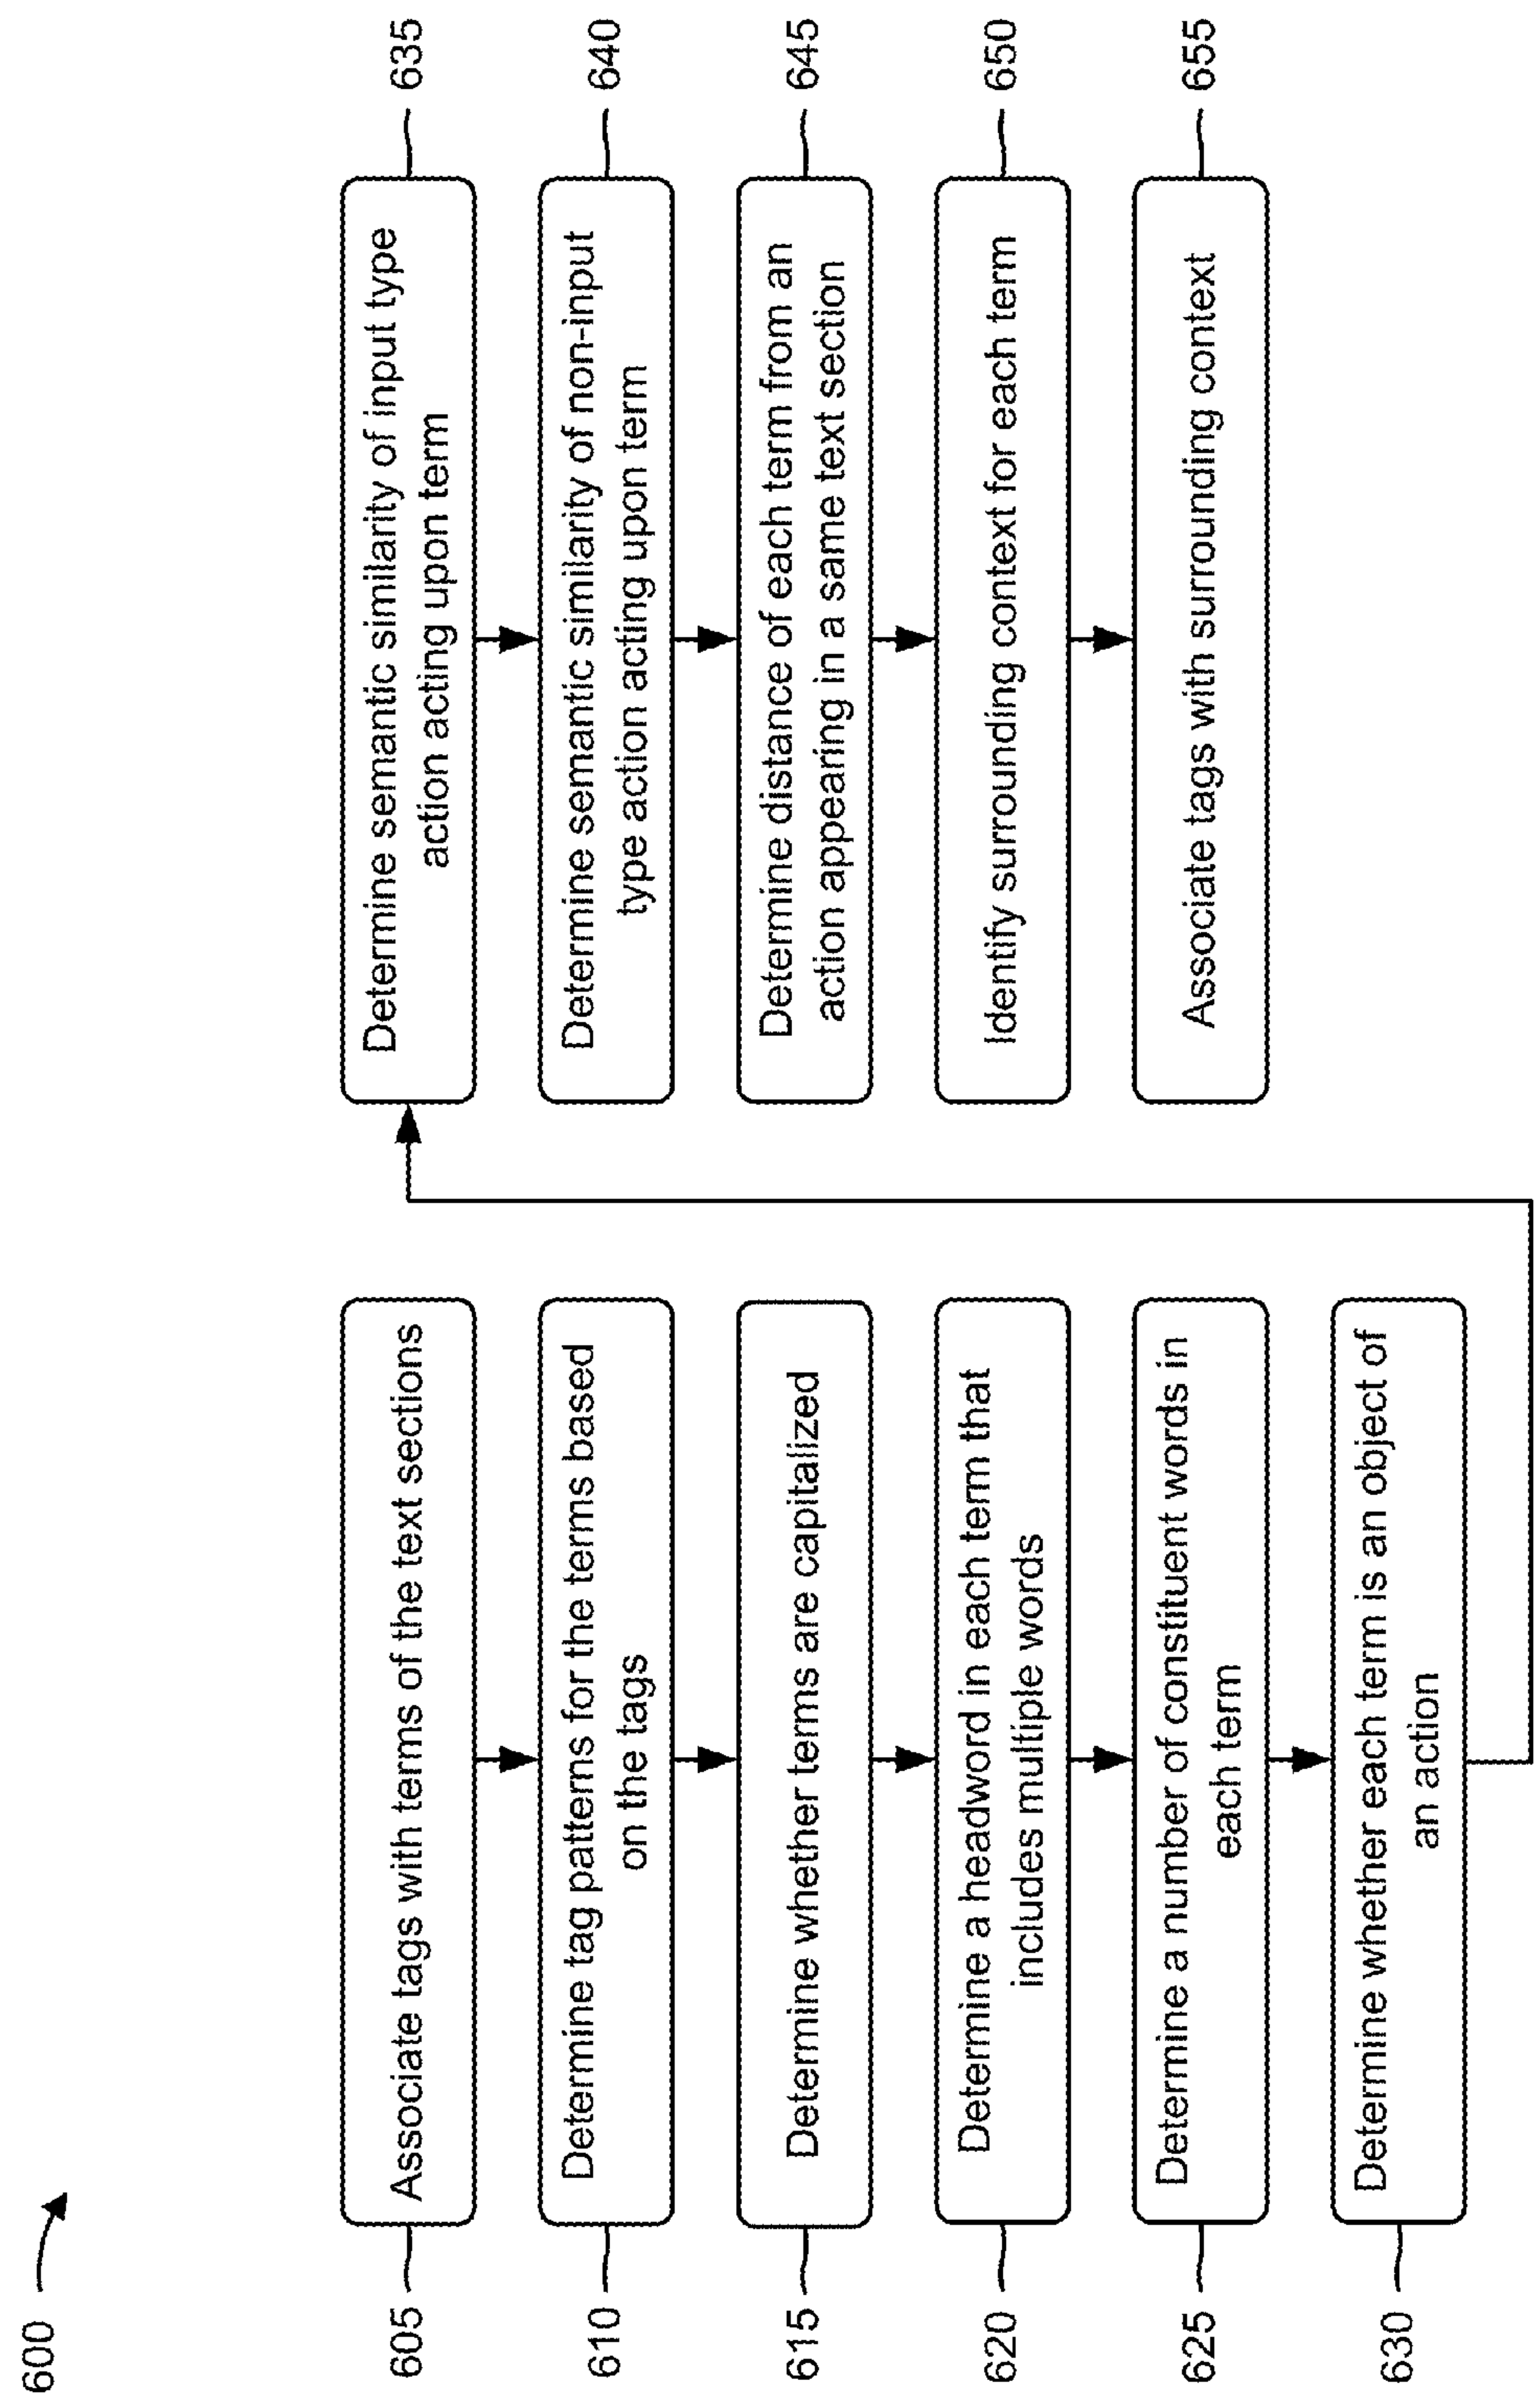 600
605
Associate tags with terms of the text sections
610
Determine tag patterns for the terms based
on the tags
615
Determine whether terms are capitalized
620
Determine a headword in each term that
includes multiple words
625
Determine a number of constituent words in
each term
630
Determine whether each term is an object of
an action
635
Determine semantic similarity of input type
action acting upon term
640
Determine semantic similarity of non-input
type action acting upon term
645
Determine distance of each term from an
action appearing in a same text section
650
Identify surrounding context for each term
655
Associate tags with surrounding context